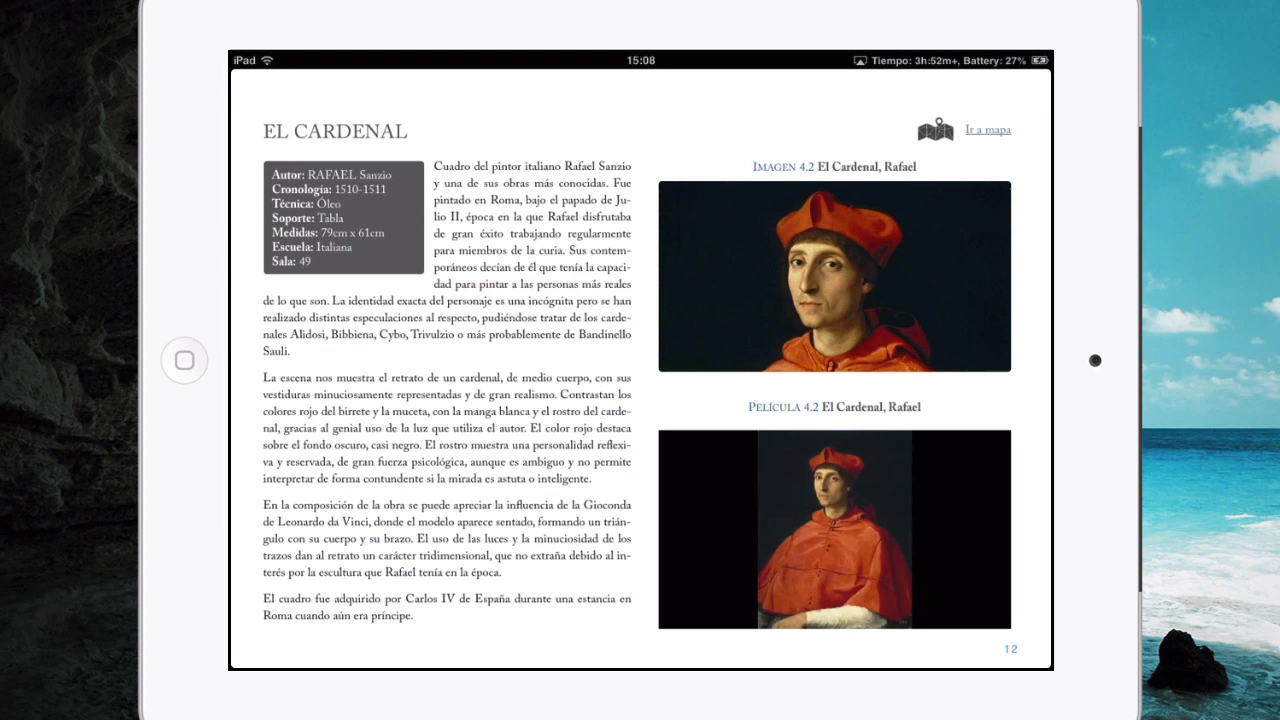 iPad
15:08
Tiempo: 3h:52m+, Battery: 27%
EL CARDENAL
Ir a mapa
Autor: RAFAEL Sanzio
Cronología: 1510-1511
Técnica: Óleo
Soporte: Tabla
Medidas: 79cm x 61cm
Escuela: Italiana
Sala: 49
Cuadro del pintor italiano Rafael Sanzio
y una de sus obras más conocidas. Fue
pintado en Roma, bajo el papado de Ju-
lio II, época en la que Rafael disfrutaba
de gran éxito trabajando regularmente
para miembros de la curia. Sus contem-
poráneos decían de él que tenía la capaci-
dad para pintar a las personas más reales
de lo que son. La identidad exacta del personaje es una incógnita pero se han
realizado distintas especulaciones al respecto, pudiéndose tratar de los carde-
nales Alidosi, Bibbiena, Cybo, Trivulzio o más probablemente de Bandinello
Sauli.
La escena nos muestra el retrato de un cardenal, de medio cuerpo, con sus
vestiduras minuciosamente representadas y de gran realismo. Contrastan los
colores rojo del birrete y la muceta, con la manga blanca y el rostro del carde-
nal, gracias al genial uso de la luz que utiliza el autor. El color rojo destaca
sobre el fondo oscuro, casi negro. El rostro muestra una personalidad reflexi-
va y reservada, de gran fuerza psicológica, aunque es ambiguo y no permite
interpretar de forma contundente si la mirada es astuta o inteligente.
En la composición de la obra se puede apreciar la influencia de la Gioconda
de Leonardo da Vinci, donde el modelo aparece sentado, formando un trián-
gulo con su cuerpo y su brazo. El uso de las luces y la minuciosidad de los
trazos dan al retrato un carácter tridimensional, que no extraña debido al in-
terés por la escultura que Rafael tenía en la época.
El cuadro fue adquirido por Carlos IV de España durante una estancia en
Roma cuando aún era príncipe.
IMAGEN 4.2 El Cardenal, Rafael
PELÍCULA 4.2 El Cardenal, Rafael
12